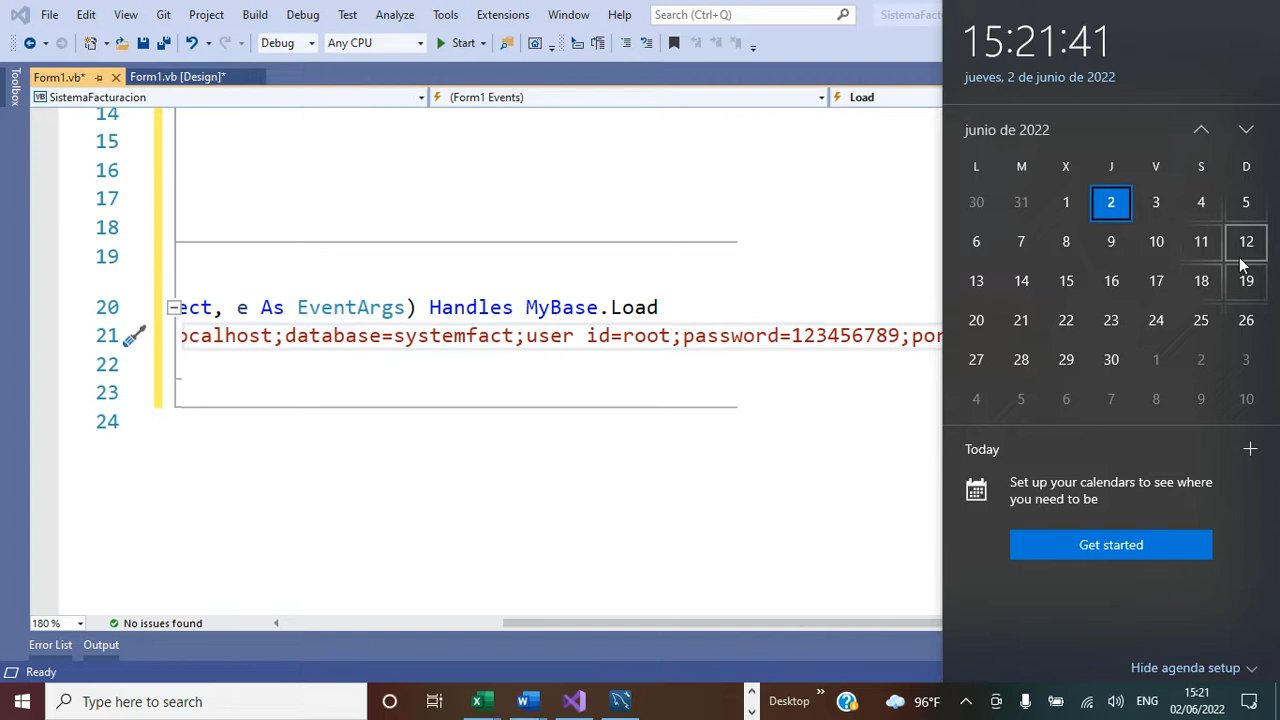 File Edit View Git Project Build Debug Test Analyze Tools Extensions Window Help Search (Ctrl+Q) SistemaFac
Debug Any CPU Start
Form1.vb* Form1.vb [Design]*
SistemaFacturacion (Form1 Events) Load
Toolbox
14
15
16
17
18
19
20 ect, e As EventArgs) Handles MyBase.Load
21 ocalhost;database=systemfact;user id=root;password=123456789;por
22
23
24
180 % No issues found
Error List Output
Ready
15:21:41
jueves, 2 de junio de 2022
junio de 2022
L M X J V S D
30 31 1 2 3 4 5
6 7 8 9 10 11 12
13 14 15 16 17 18 19
20 21 22 23 24 25 26
27 28 29 30 1 2 3
4 5 6 7 8 9 10
Today
Set up your calendars to see where
you need to be
Get started
Hide agenda setup
Type here to search Desktop 96°F ENG 15:21
02/06/2022